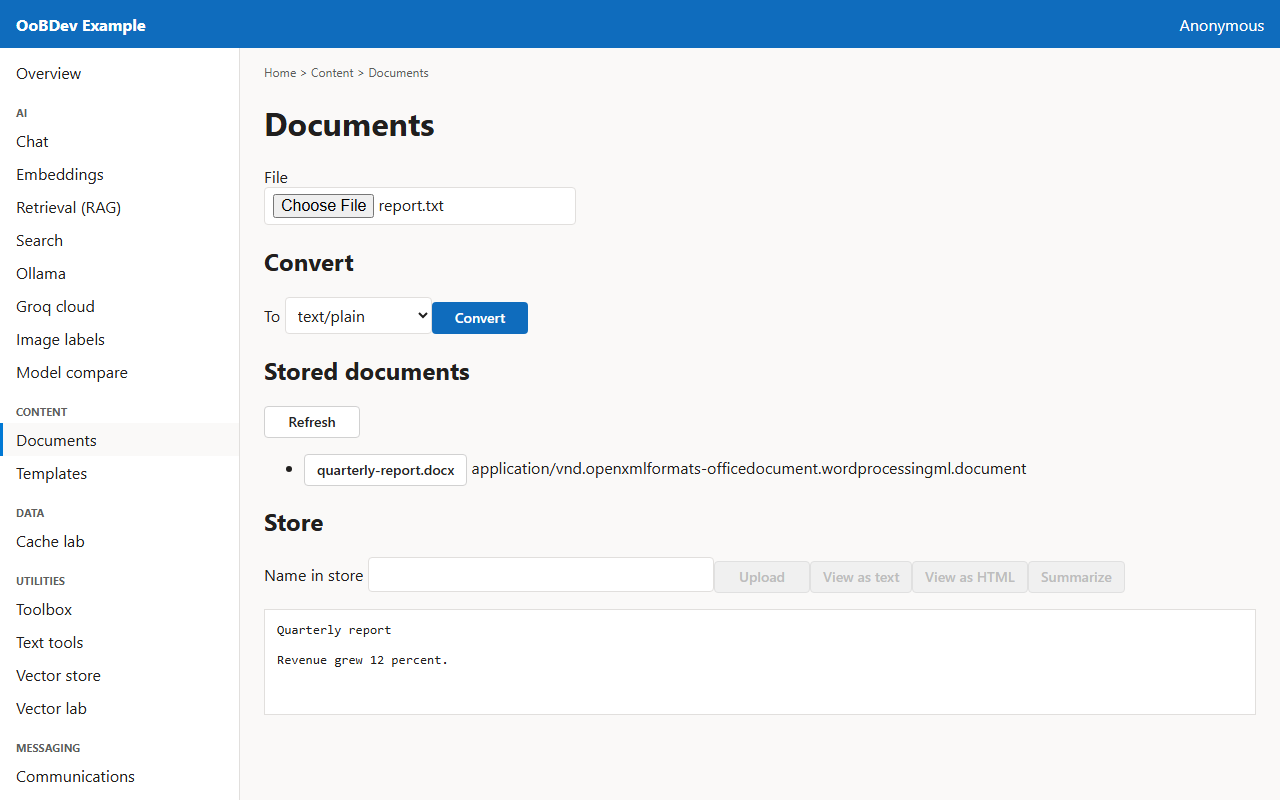 OoBDev Example
Anonymous
Overview
AI
Chat
Embeddings
Retrieval (RAG)
Search
Ollama
Groq cloud
Image labels
Model compare
CONTENT
Documents
Templates
DATA
Cache lab
UTILITIES
Toolbox
Text tools
Vector store
Vector lab
MESSAGING
Communications
Home > Content > Documents
Documents
File
Choose File report.txt
Convert
To text/plain Convert
Stored documents
Refresh
quarterly-report.docx application/vnd.openxmlformats-officedocument.wordprocessingml.document
Store
Name in store Upload View as text View as HTML Summarize
Quarterly report
Revenue grew 12 percent.